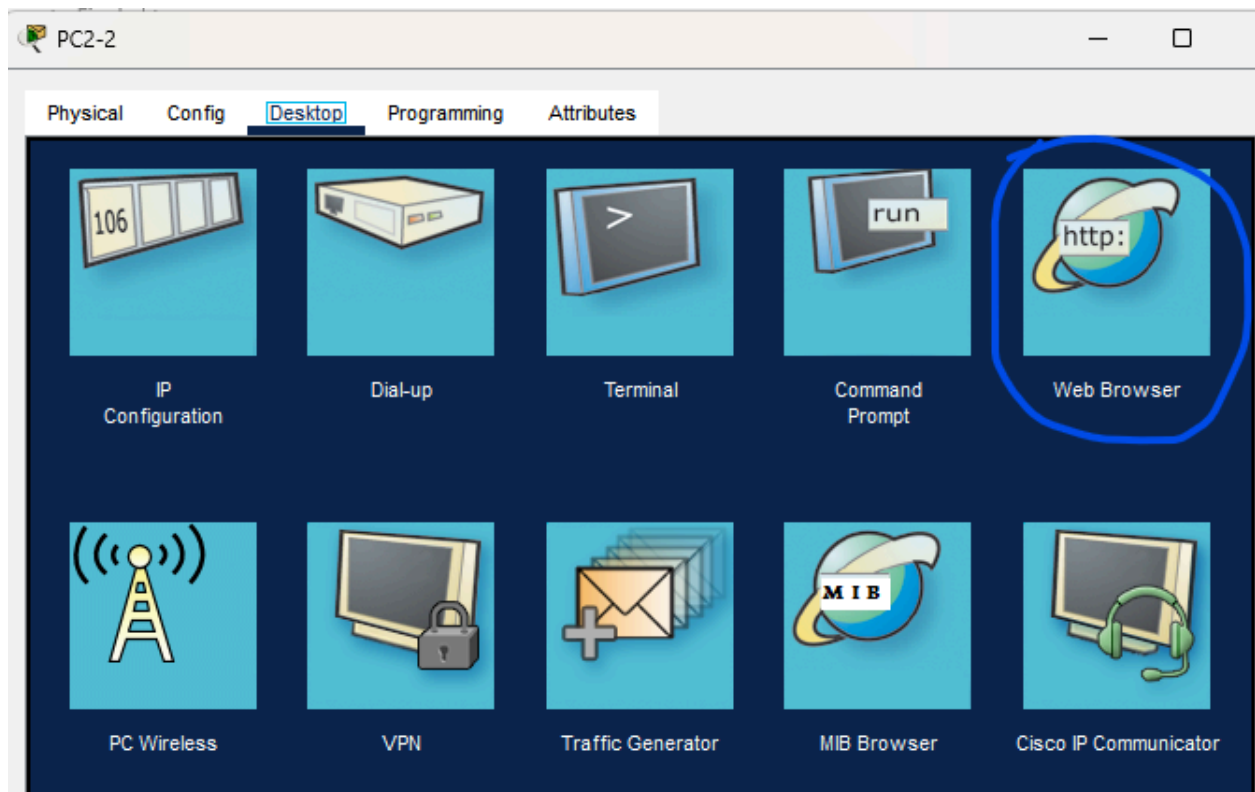 PC2-2
Physical Config Desktop Programming Attributes
106
>
run
http:
IP
Configuration
Dial-up
Terminal
Command
Prompt
Web Browser
MIB
PC Wireless
VPN
Traffic Generator
MIB Browser
Cisco IP Communicator